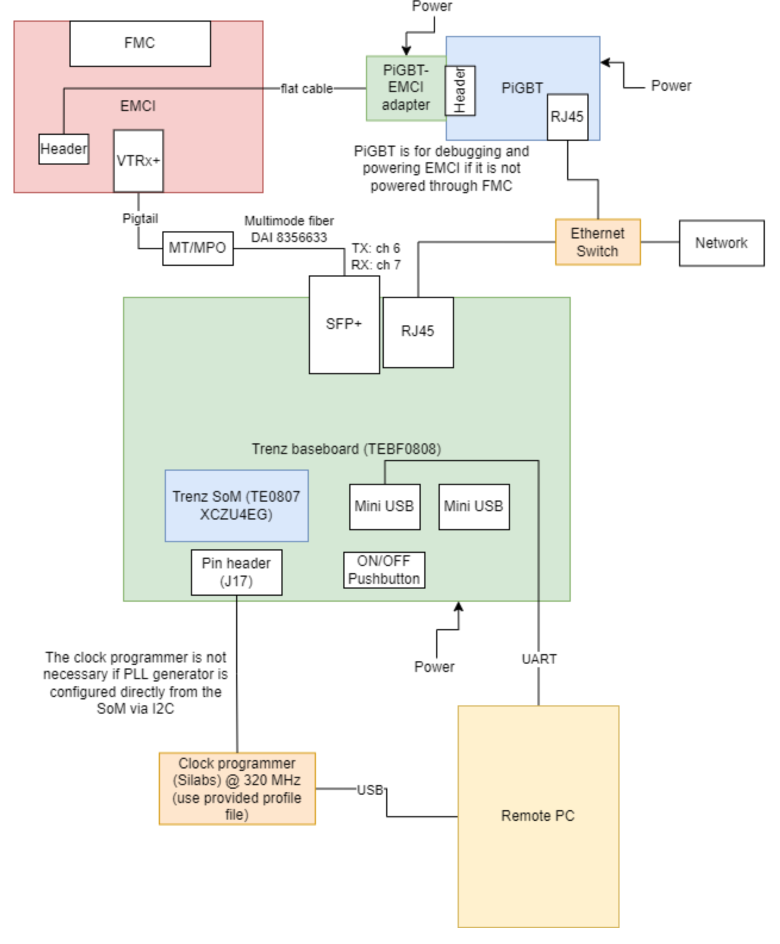 Power
FMC
PiGBT-
EMCI
adapter
Header
PiGBT
Power
flat cable
EMCI
RJ45
Header
VTRx+
PiGBT is for debugging and
powering EMCI if it is not
powered through FMC
Pigtail
Multimode fiber
DAI 8356633
MT/MPO
TX: ch 6
RX: ch 7
Ethernet
Switch
Network
SFP+
RJ45
Trenz baseboard (TEBF0808)
Trenz SoM (TE0807
XCZU4EG)
Mini USB
Mini USB
Pin header
(J17)
ON/OFF
Pushbutton
The clock programmer is not
necessary if PLL generator is
configured directly from the
SoM via I2C
Power
UART
Clock programmer
(Silabs) @ 320 MHz
(use provided profile
file)
USB
Remote PC